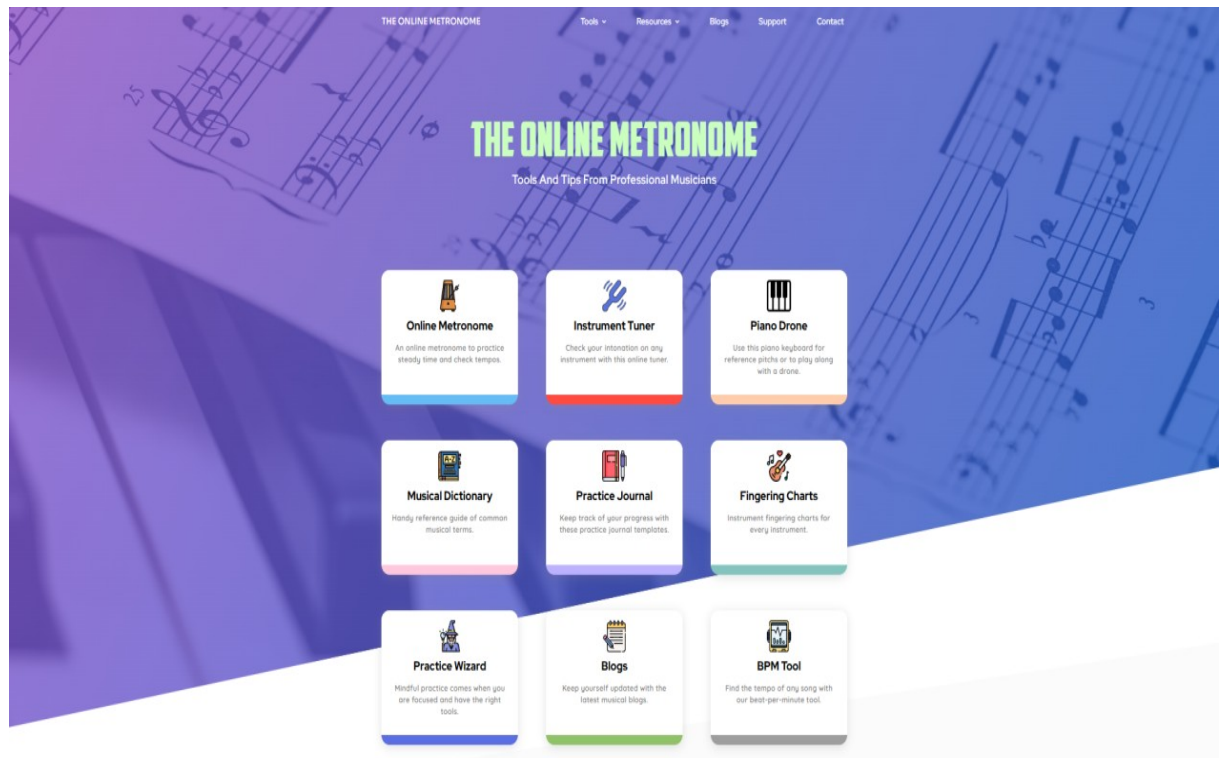 THE ONLINE METRONOME
Tools
Resources
Blogs
Support
Contact
THE ONLINE METRONOME
Tools And Tips From Professional Musicians
Online Metronome
An online metronome to practice
steady time and check tempos.
Instrument Tuner
Check your intonation on any
instrument with this online tuner.
Piano Drone
Use this piano keyboard for
reference pitchs or to play along
with a drone.
Musical Dictionary
Handy reference guide of common
musical terms.
Practice Journal
Keep track of your progress with
these practice journal templates.
Fingering Charts
Instrument fingering charts for
every instrument.
Practice Wizard
Mindful practice comes when you
are focused and have the right
tools.
Blogs
Keep yourself updated with the
latest musical blogs.
BPM Tool
Find the tempo of any song with
our beat-per-minute tool.
25
3
3
3